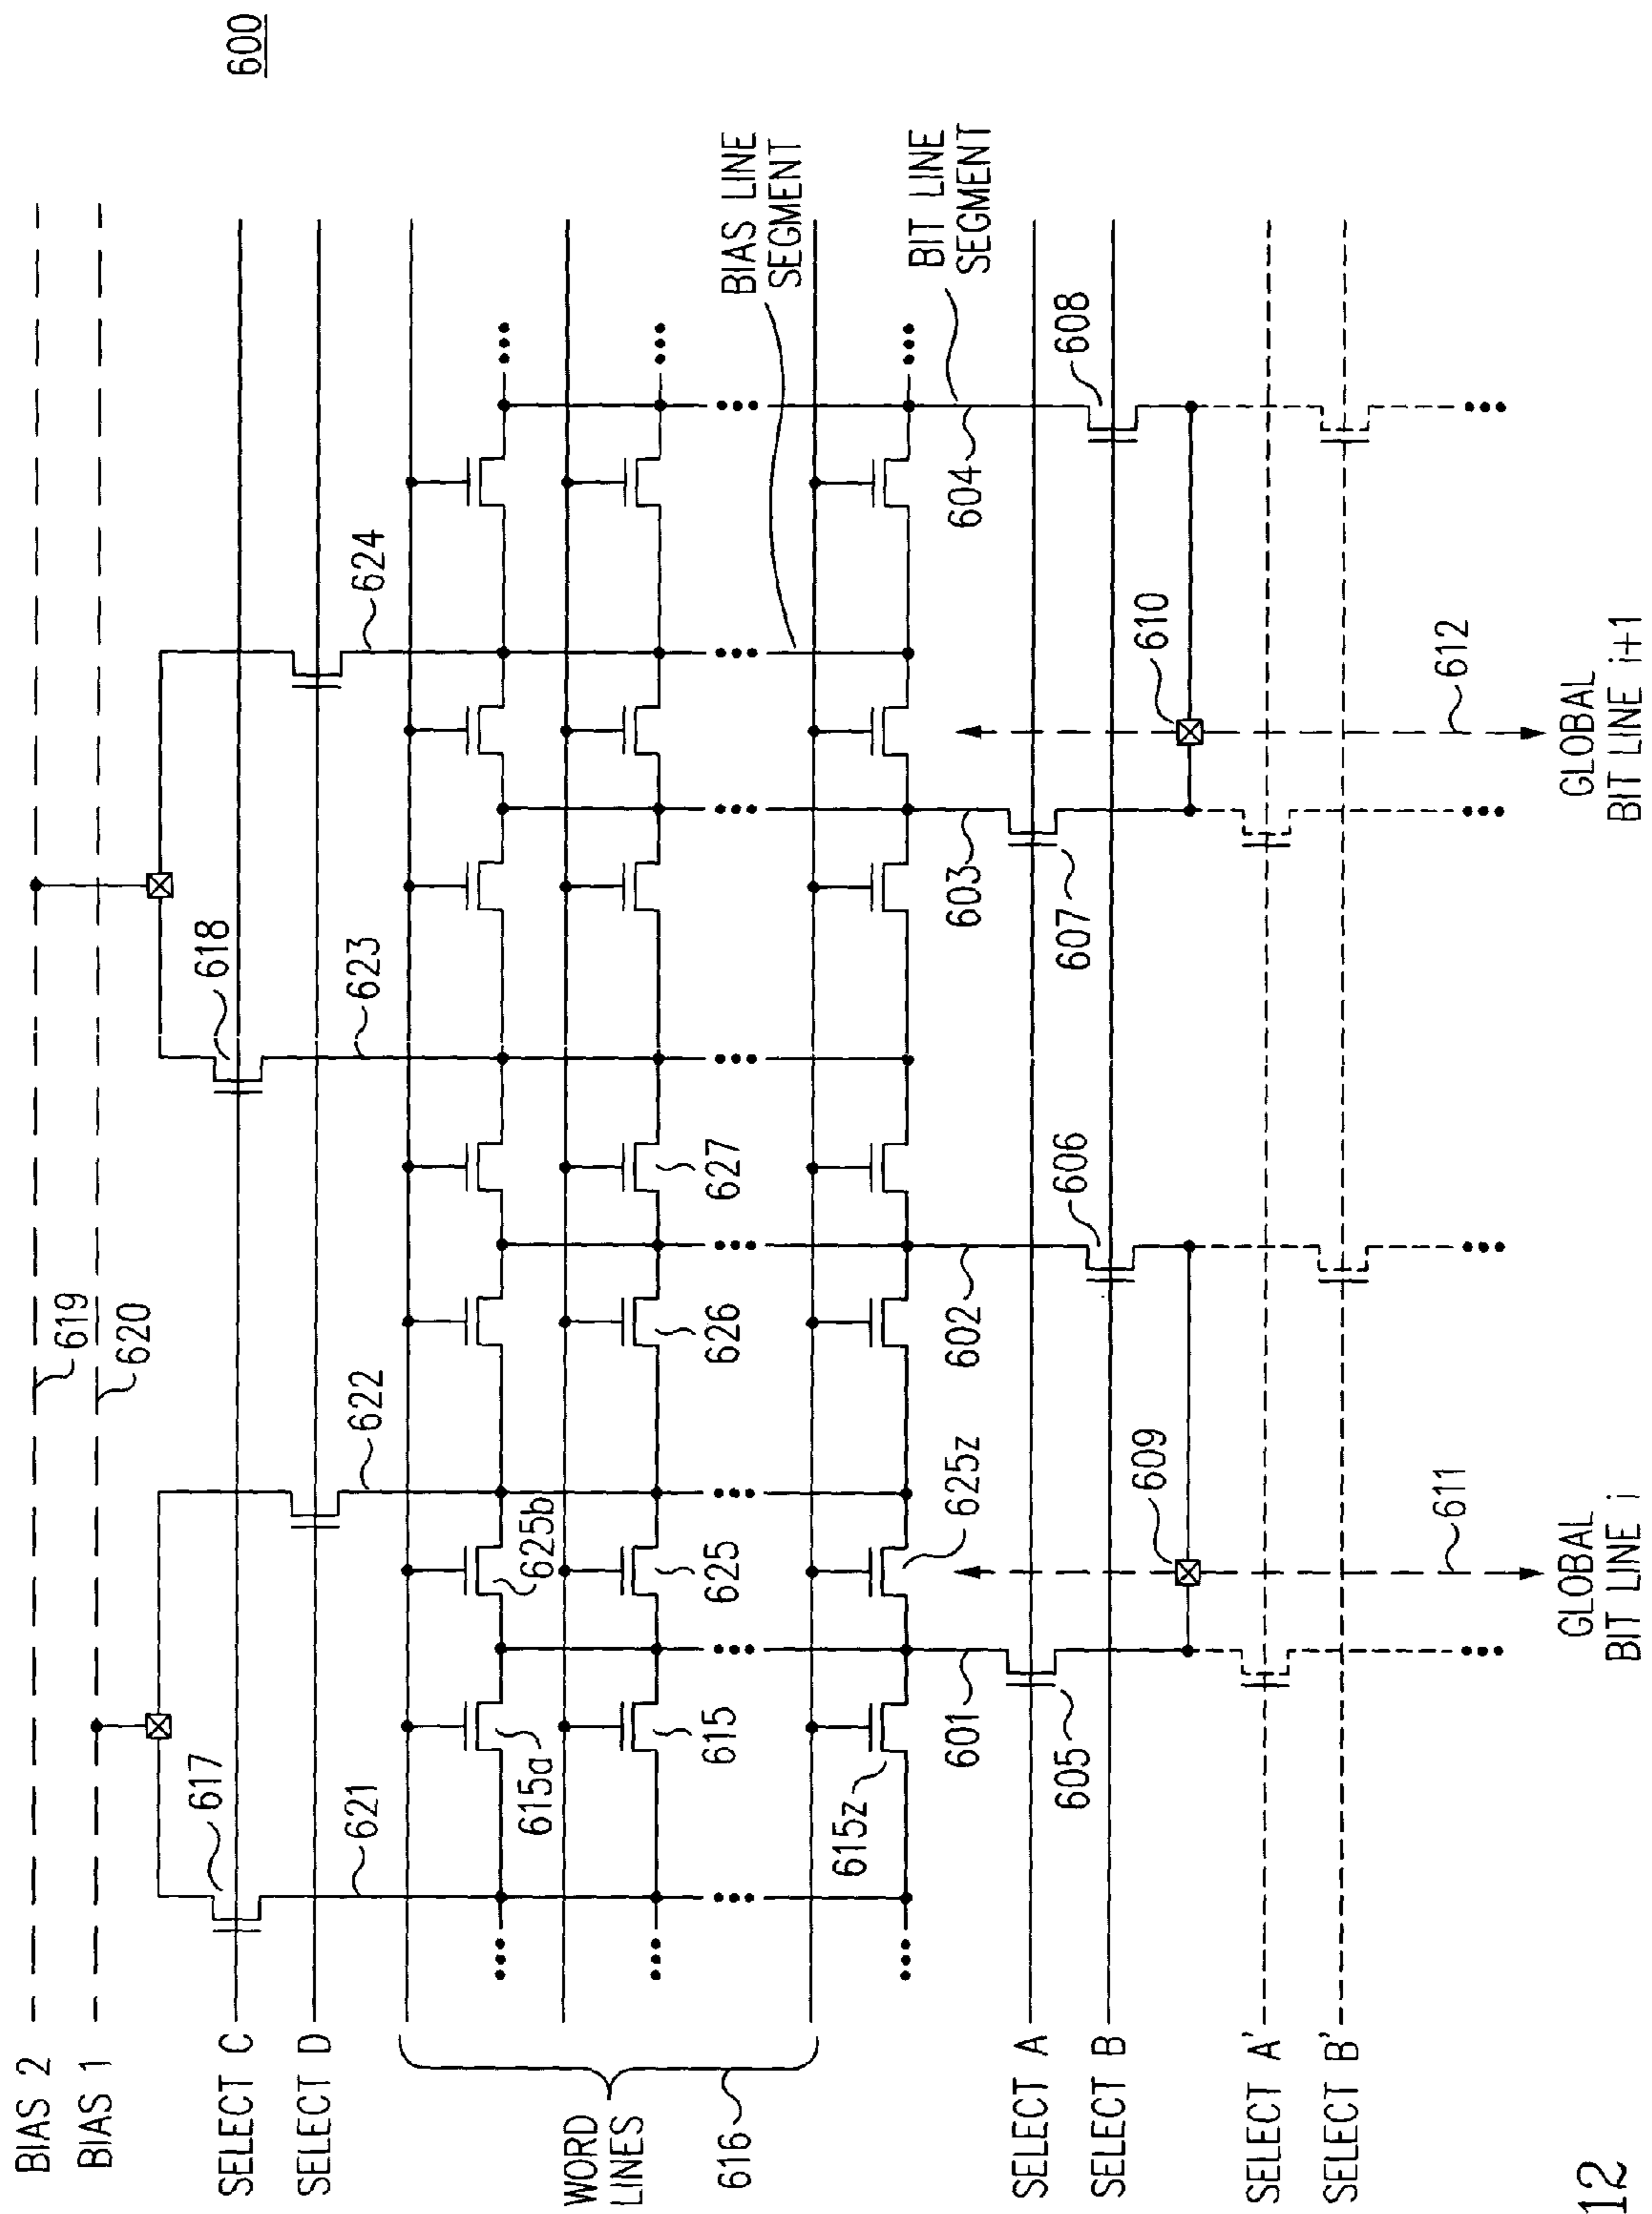 600
BIAS 2
619
BIAS 1
620
617
618
SELECT C
SELECT D
621
622
623
624
615a
625b
WORD
LINES
615
625
626
627
616
BIAS LINE
SEGMENT
615z
625z
BIT LINE
SEGMENT
601
602
603
604
SELECT A
605
606
607
608
SELECT B
609
610
SELECT A'
SELECT B'
611
612
GLOBAL
BIT LINE i
GLOBAL
BIT LINE i+1
12